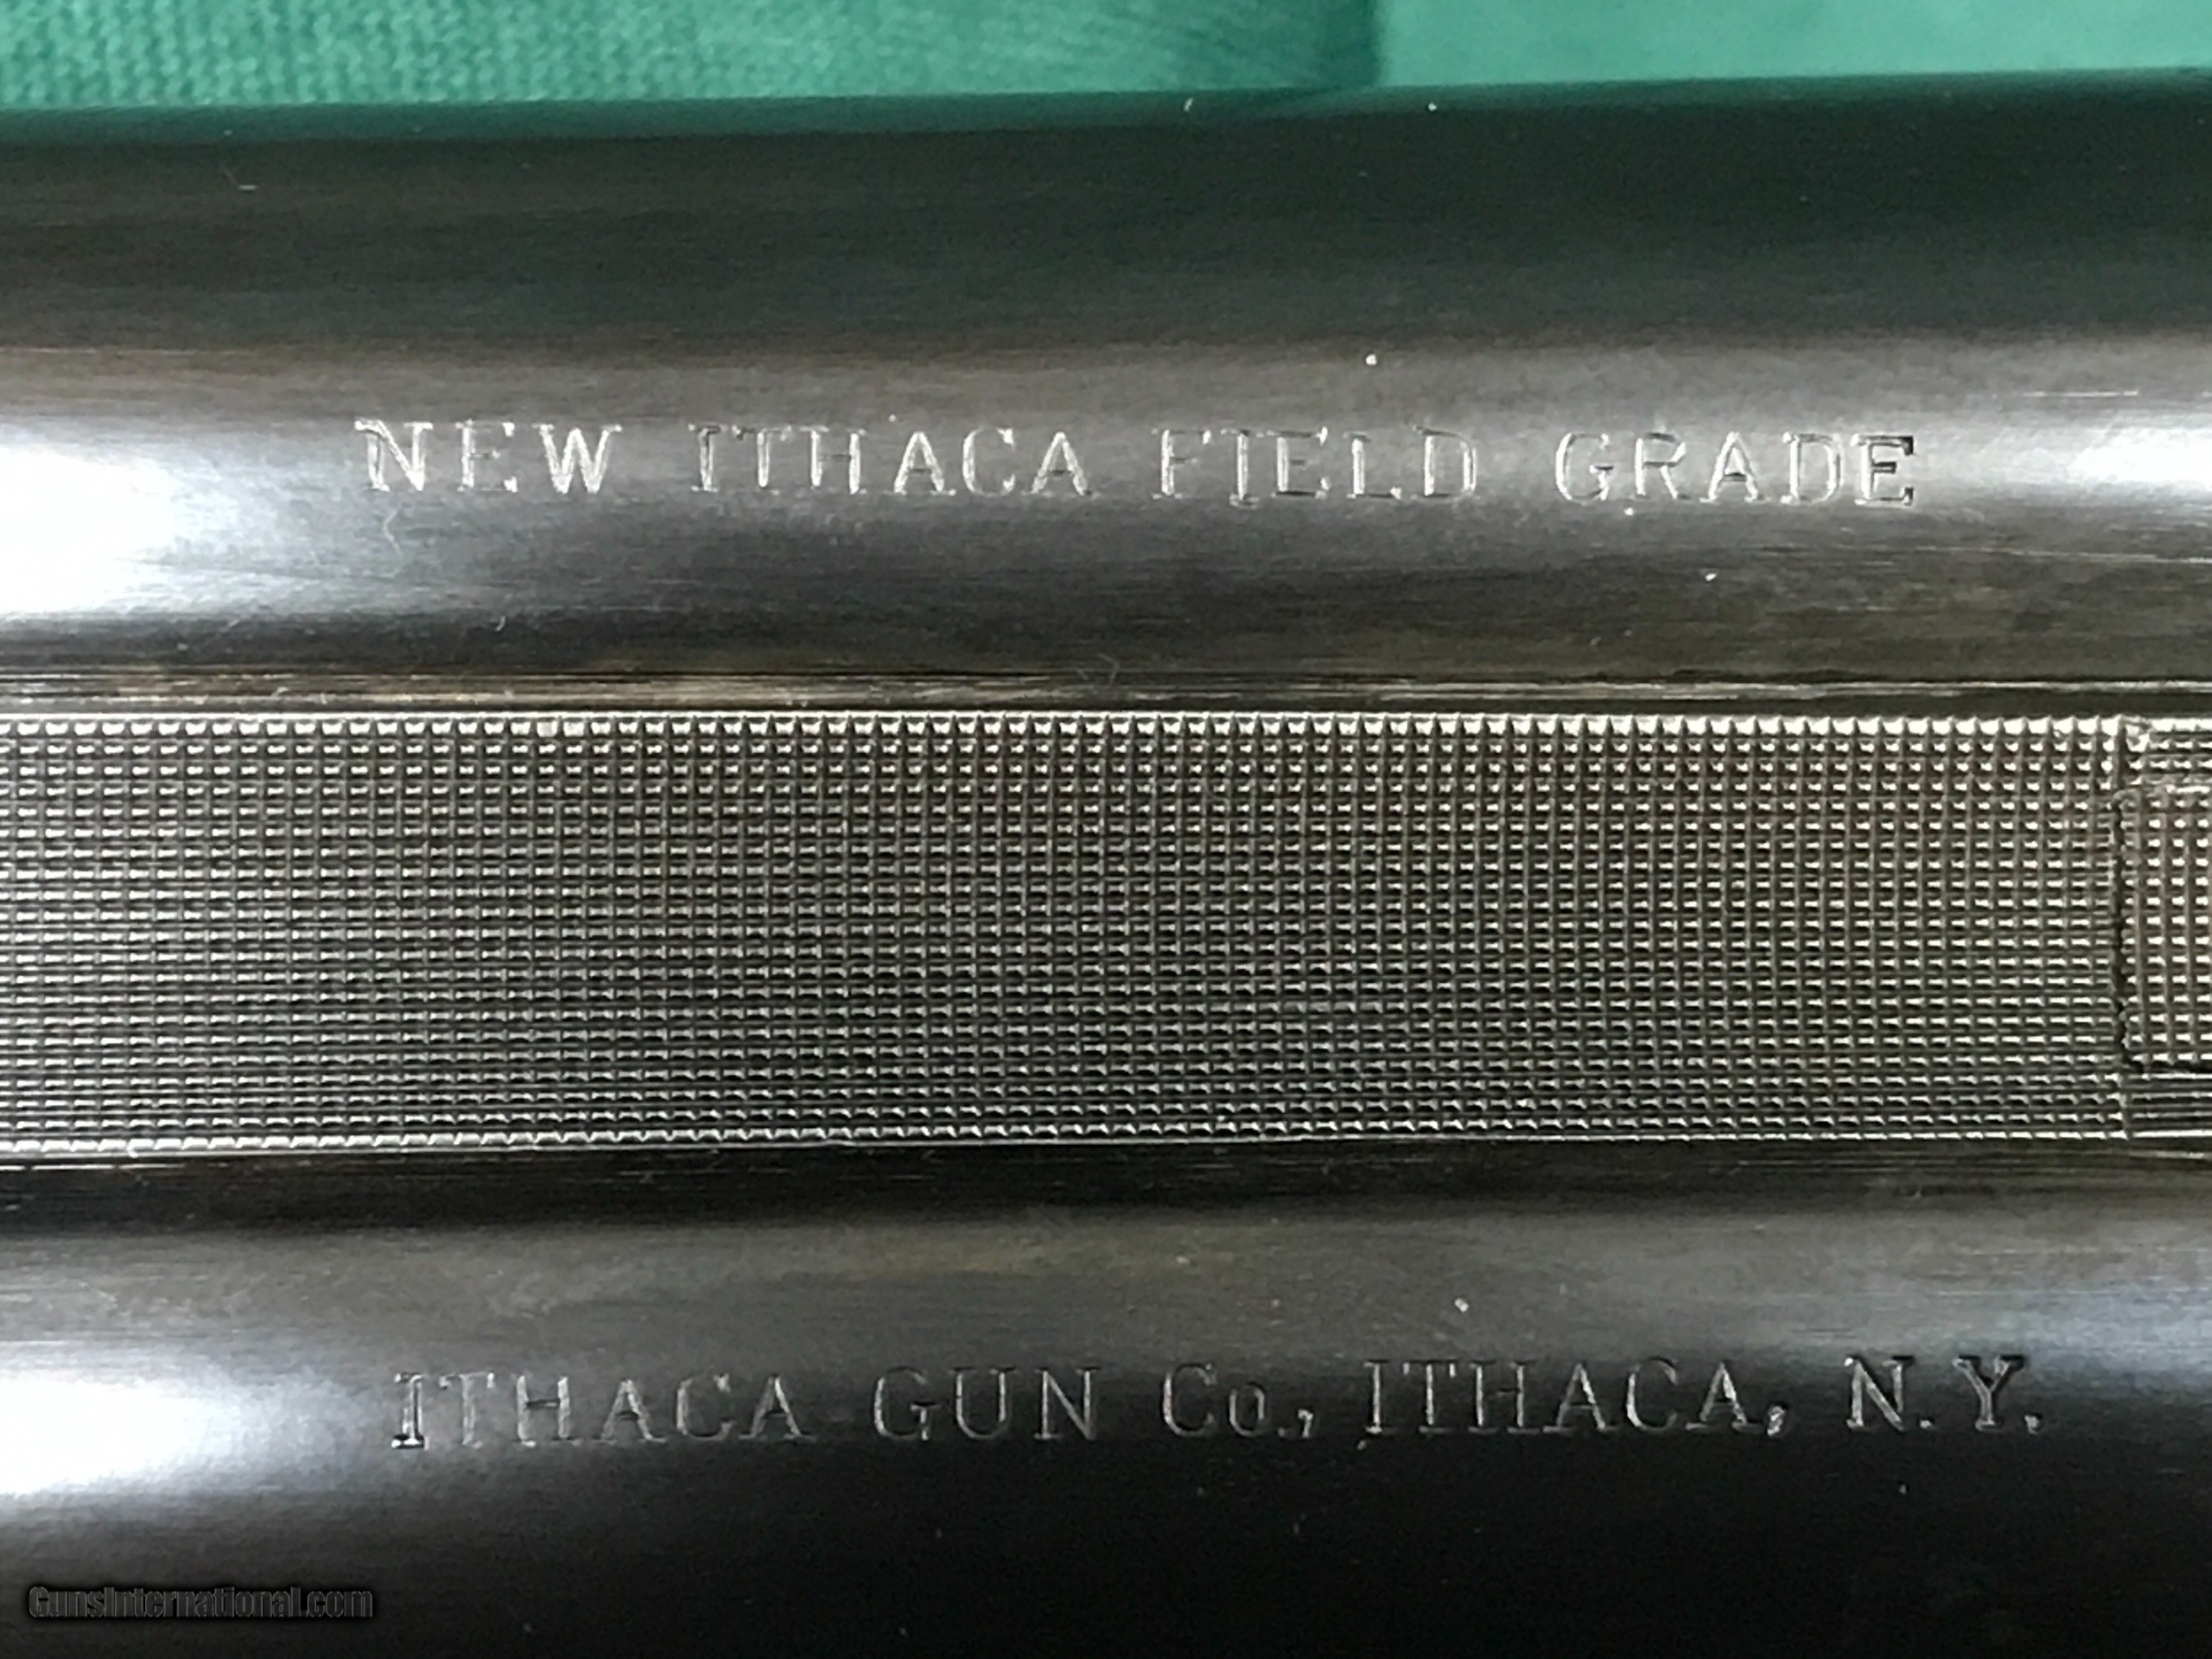 NEW ITHACA FIELD GRADE
ITHACA GUN Co., ITHACA, N.Y.
GunsInternational.com